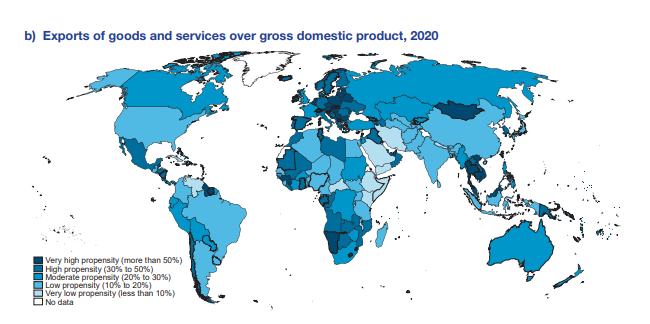 b) Exports of goods and services over gross domestic product, 2020
Very high propensity (more than 50%)
High propensity (30% to 50%)
Moderate propensity (20% to 30%)
Low propensity (10% to 20%)
Very low propensity (less than 10%)
No data